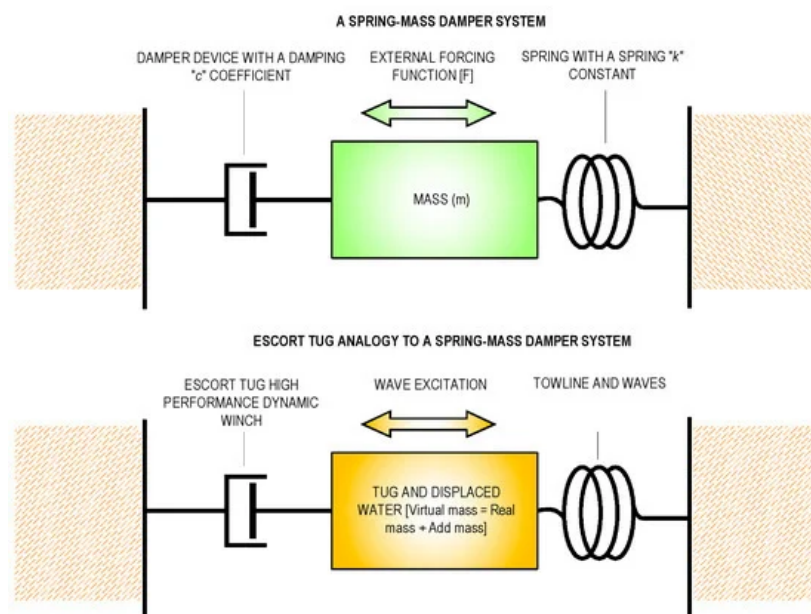 A SPRING-MASS DAMPER SYSTEM
DAMPER DEVICE WITH A DAMPING
"c" COEFFICIENT
EXTERNAL FORCING
FUNCTION [F]
SPRING WITH A SPRING "k"
CONSTANT
MASS (m)
ESCORT TUG ANALOGY TO A SPRING-MASS DAMPER SYSTEM
ESCORT TUG HIGH
PERFORMANCE DYNAMIC
WINCH
WAVE EXCITATION
TOWLINE AND WAVES
TUG AND DISPLACED
WATER [Virtual mass = Real
mass + Add mass]